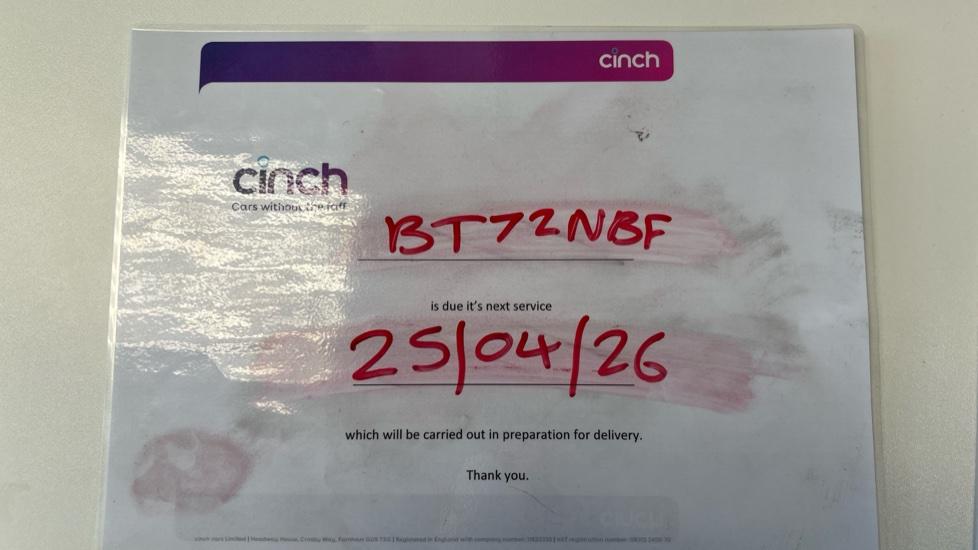 cinch
cinch
Cars without the faff
BT72NBF
is due it's next service
25/04/26
which will be carried out in preparation for delivery.
Thank you.